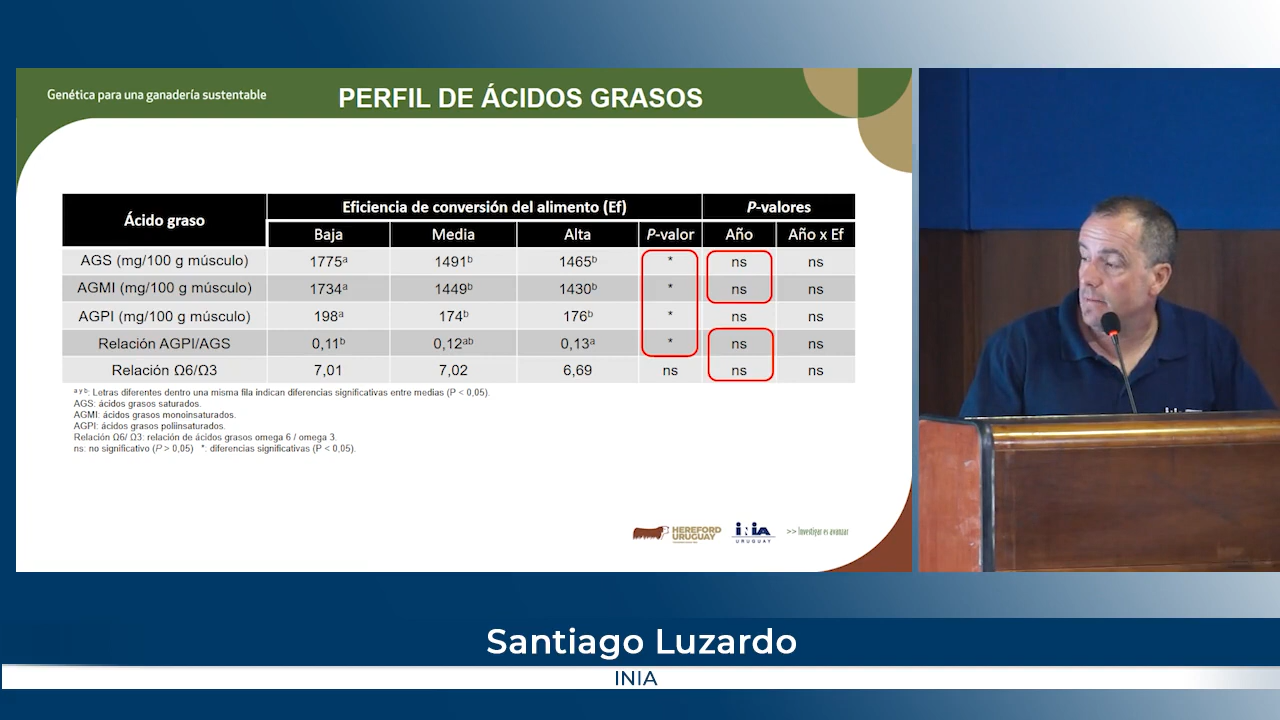 Genética para una ganadería sustentable
PERFIL DE ÁCIDOS GRASOS
Ácido graso Eficiencia de conversión del alimento (Ef) P-valores
Baja Media Alta P-valor Año Año x Ef
AGS (mg/100 g músculo) 1775ᵃ 1491ᵇ 1465ᵇ * ns ns
AGMI (mg/100 g músculo) 1734ᵃ 1449ᵇ 1430ᵇ * ns ns
AGPI (mg/100 g músculo) 198ᵃ 174ᵇ 176ᵇ * ns ns
Relación AGPI/AGS 0,11ᵇ 0,12ᵃᵇ 0,13ᵃ * ns ns
Relación Ω6/Ω3 7,01 7,02 6,69 ns ns ns
ᵃ ʸ ᵇ: Letras diferentes dentro una misma fila indican diferencias significativas entre medias (P < 0,05).
AGS: ácidos grasos saturados.
AGMI: ácidos grasos monoinsaturados.
AGPI: ácidos grasos poliinsaturados.
Relación Ω6/ Ω3: relación de ácidos grasos omega 6 / omega 3.
ns: no significativo (P > 0,05) *: diferencias significativas (P < 0,05).
HEREFORD
URUGUAY
INIA
URUGUAY
>> Investigar es avanzar
Santiago Luzardo
INIA